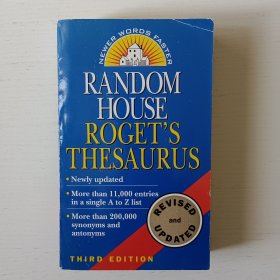 NEWER WORDS FASTER
RANDOM
HOUSE
ROGET'S
THESAURUS
• Newly updated
• More than 11,000 entries
in a single A to Z list
• More than 200,000
synonyms and
antonyms
REVISED
and
UPDATED
THIRD EDITION